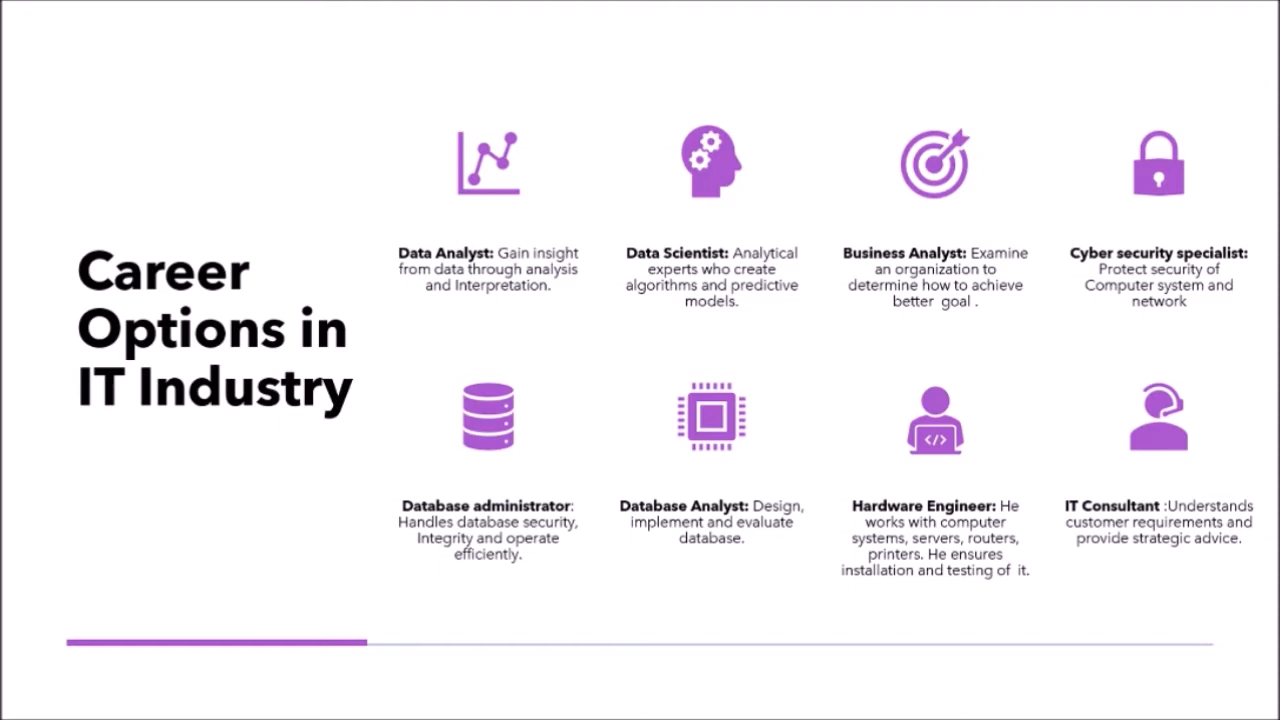 Career
Options in
IT Industry
Data Analyst: Gain insight
from data through analysis
and Interpretation.
Data Scientist: Analytical
experts who create
algorithms and predictive
models.
Business Analyst: Examine
an organization to
determine how to achieve
better  goal .
Cyber security specialist:
Protect security of
Computer system and
network
Database administrator:
Handles database security,
Integrity and operate
efficiently.
Database Analyst: Design,
implement and evaluate
database.
Hardware Engineer: He
works with computer
systems, servers, routers,
printers. He ensures
installation and testing of  it.
IT Consultant :Understands
customer requirements and
provide strategic advice.